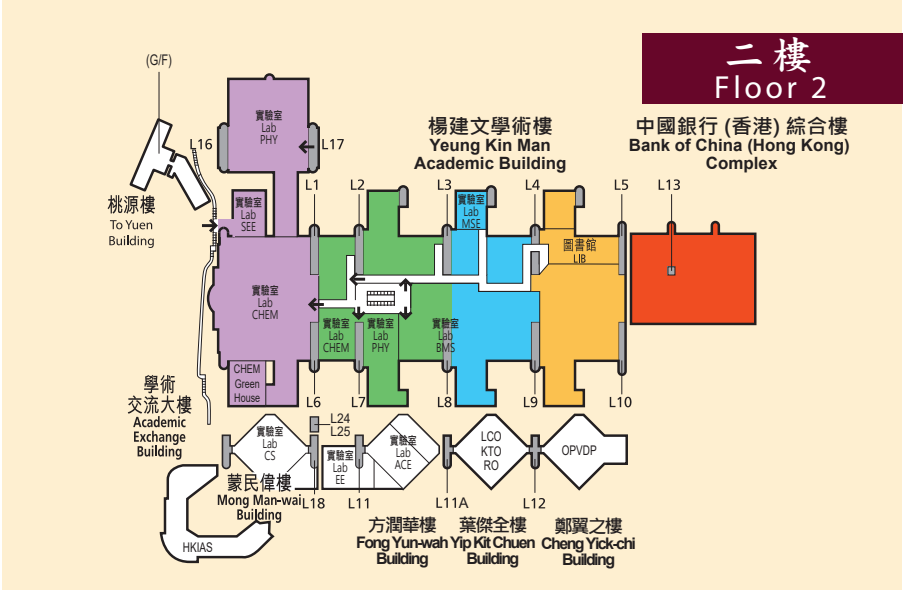 二樓
Floor 2
(G/F)
楊建文學術樓
Yeung Kin Man
Academic Building
中國銀行 (香港) 綜合樓
Bank of China (Hong Kong)
Complex
實驗室
Lab
PHY
L16
L17
L1
L2
L3
L4
L5
L13
桃源樓
To Yuen
Building
實驗室
Lab
SEE
實驗室
Lab
MSE
圖書館
LIB
實驗室
Lab
CHEM
實驗室
Lab
CHEM
實驗室
Lab
PHY
實驗室
Lab
BMS
CHEM
Green
House
L6
L7
L8
L9
L10
學術
交流大樓
Academic
Exchange
Building
L24
L25
實驗室
Lab
CS
實驗室
Lab
EE
實驗室
Lab
ACE
LCO
KTO
RO
OPVDP
蒙民偉樓
Mong Man-wai
Building
L18
L11
L11A
L12
HKIAS
方潤華樓
Fong Yun-wah
Building
葉傑全樓
Yip Kit Chuen
Building
鄭翼之樓
Cheng Yick-chi
Building